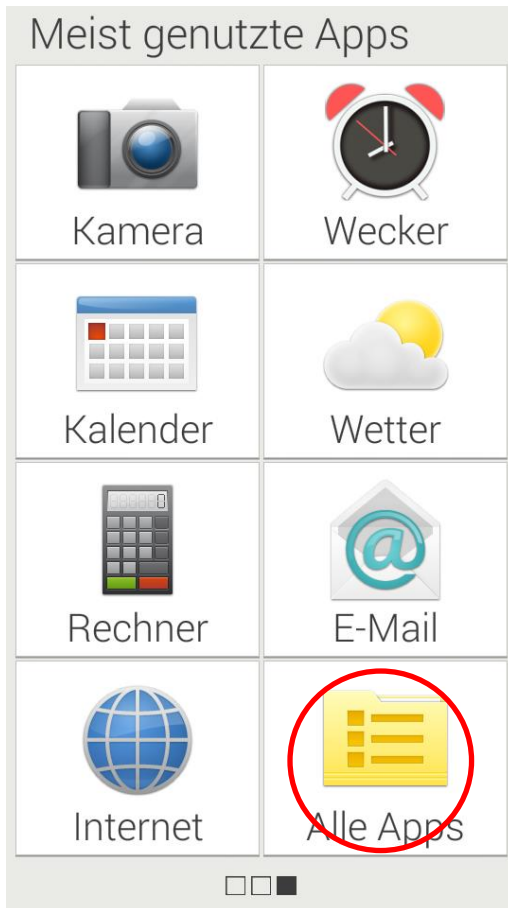 Meist genutzte Apps
Kamera
Wecker
Kalender
Wetter
Rechner
E-Mail
Internet
Alle Apps